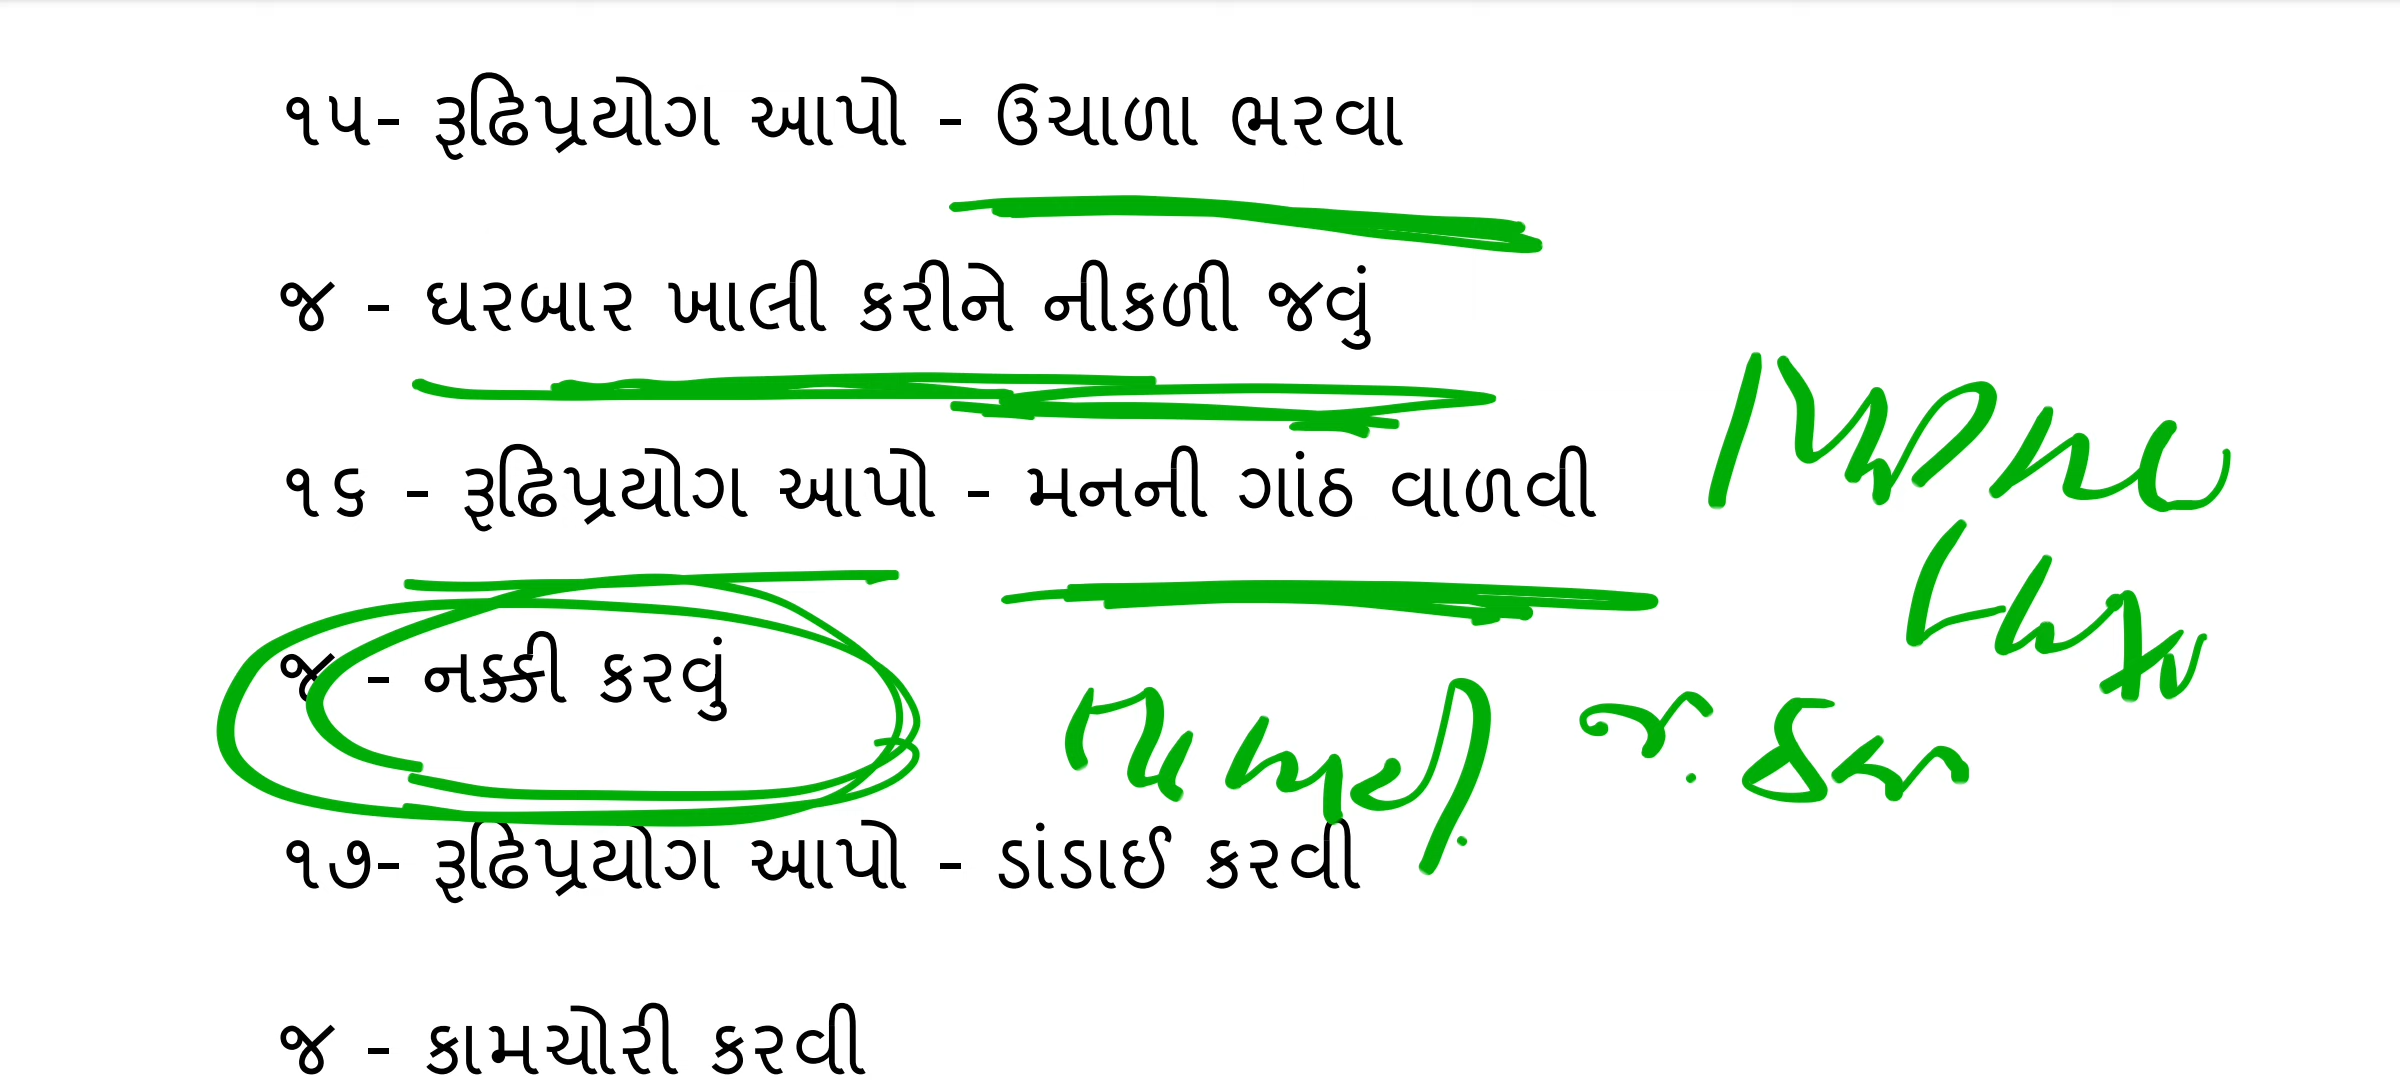 ૧૫- રૂઢિપ્રયોગ આપો - ઉચાળા ભરવા
જ - ઘરબાર ખાલી કરીને નીકળી જવું
૧૬ - રૂઢિપ્રયોગ આપો - મનની ગાંઠ વાળવી
જ - નક્કી કરવું
૧૭- રૂઢિપ્રયોગ આપો - ડાંડાઈ કરવી
જ - કામચોરી કરવી